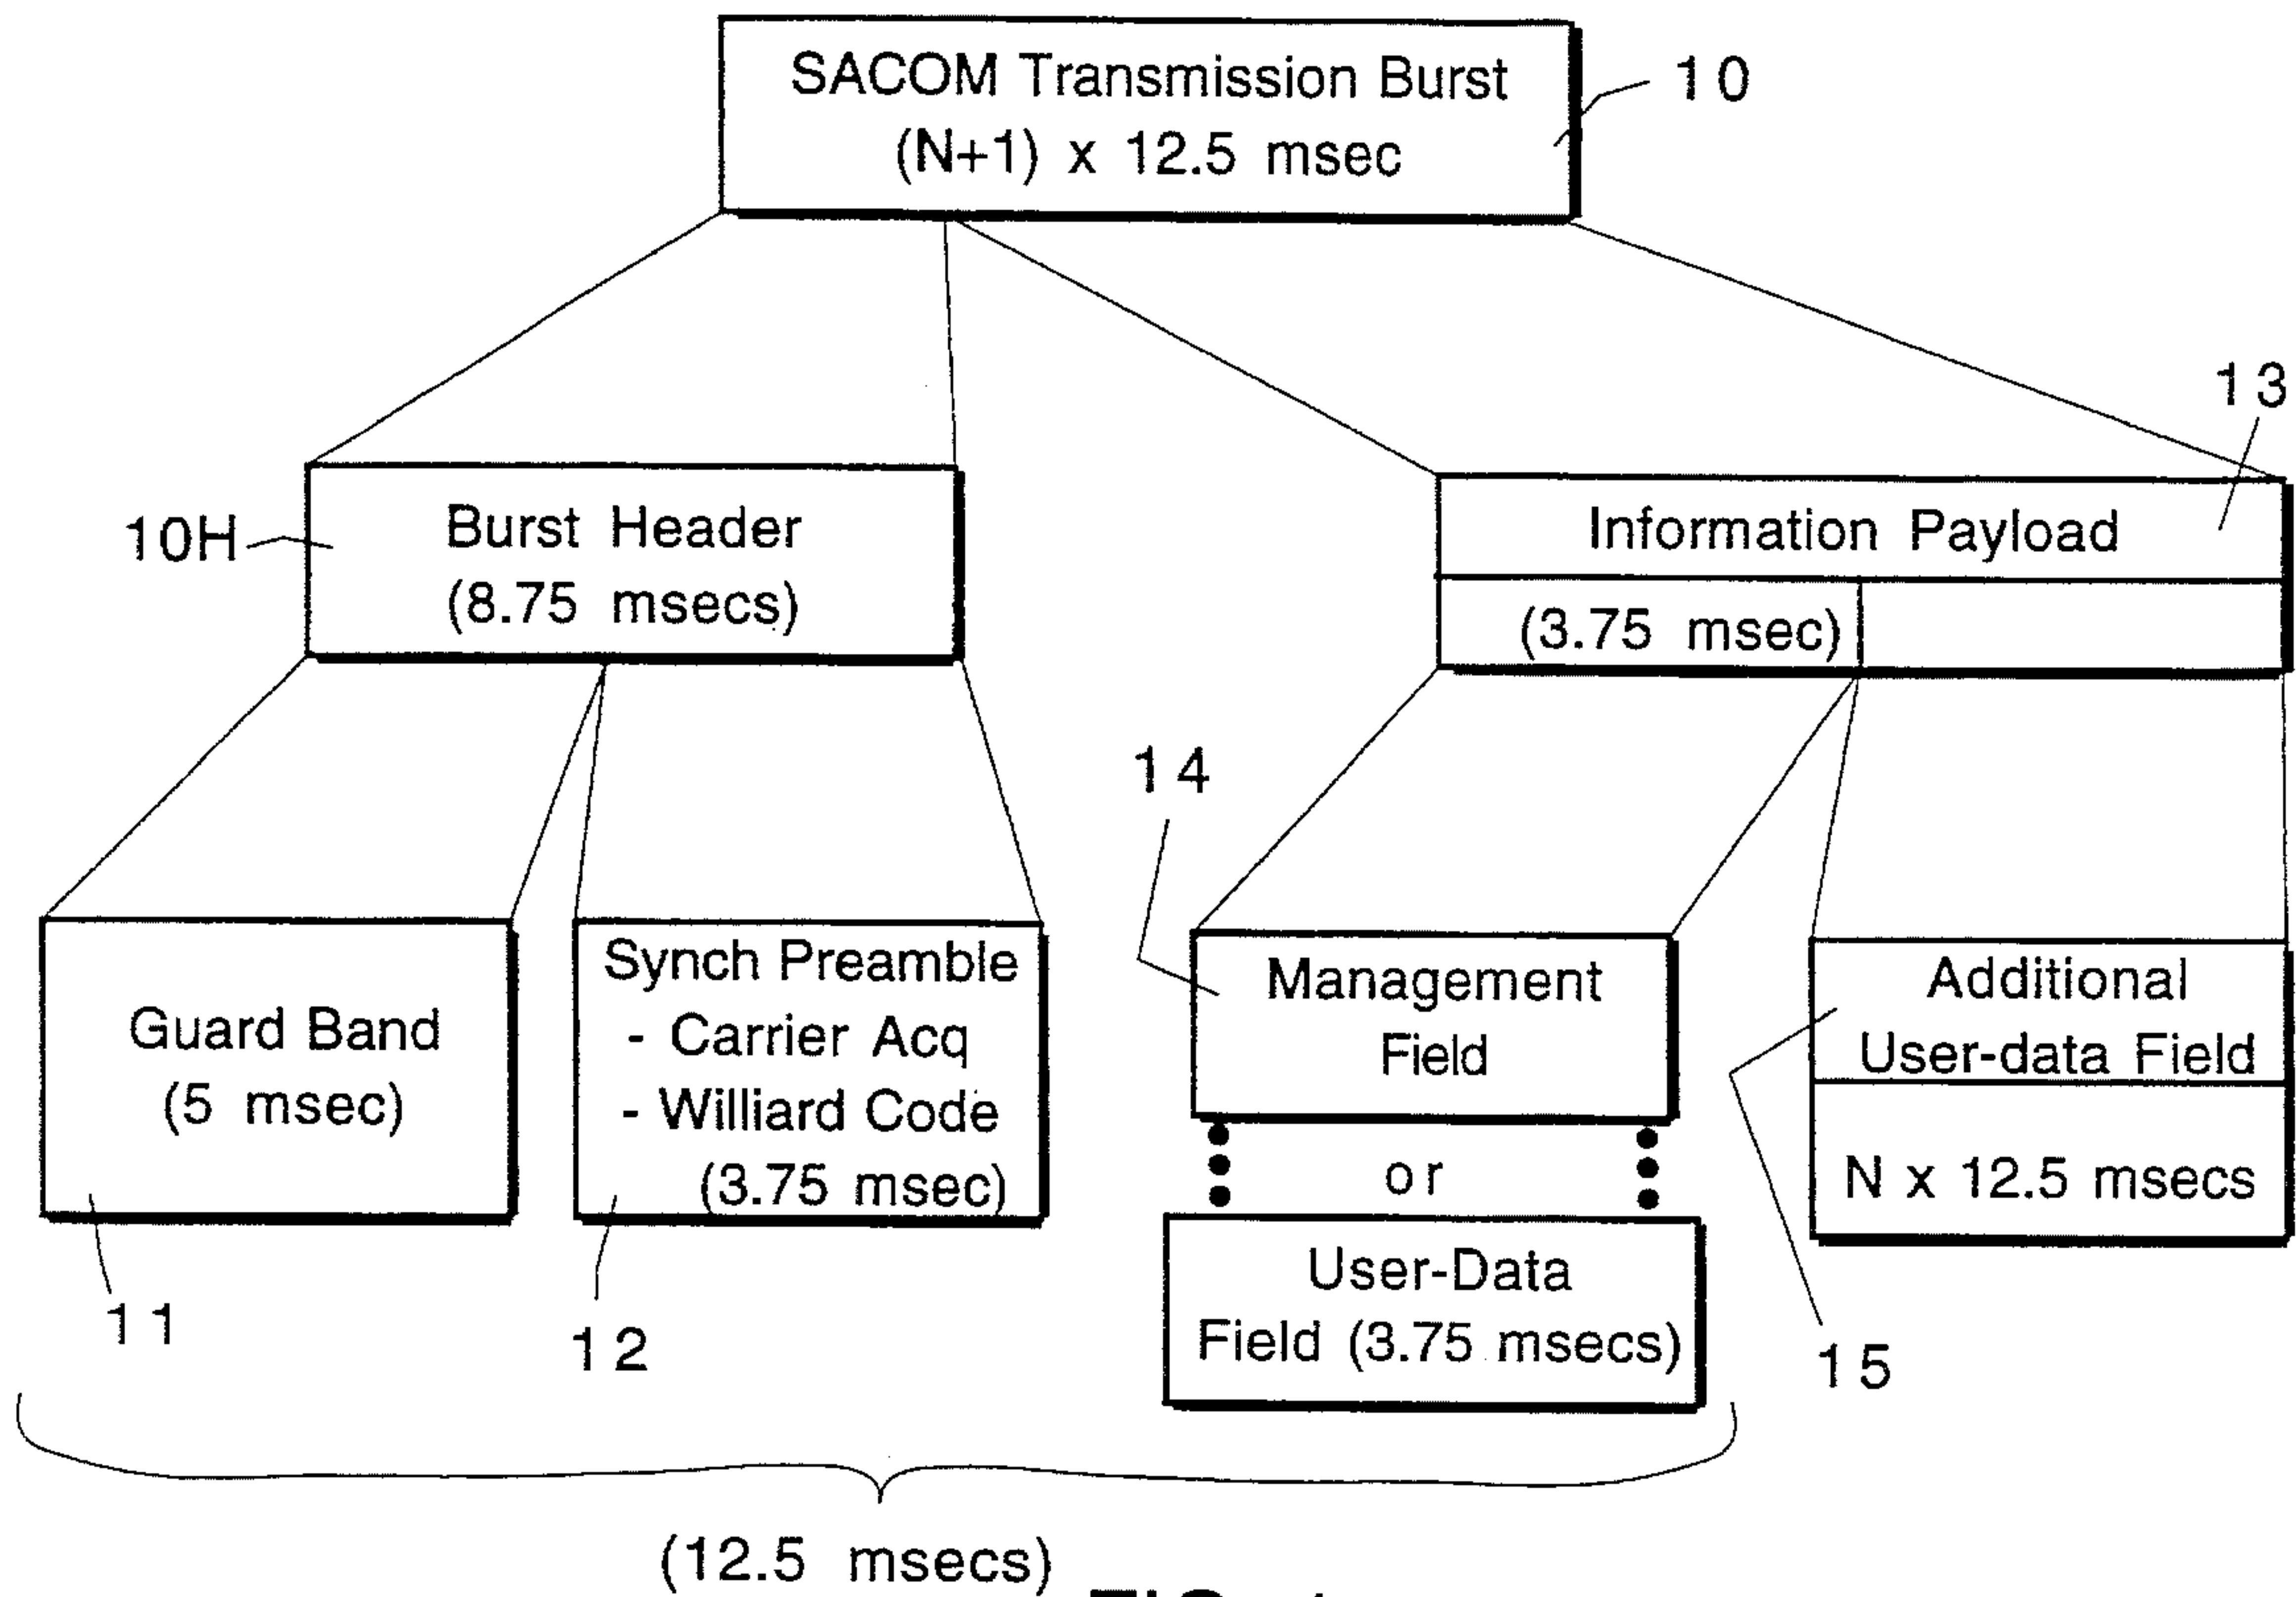 SACOM Transmission Burst
(N+1) x 12.5 msec
10
13
10H
Burst Header
(8.75 msecs)
Information Payload
(3.75 msec)
14
Guard Band
(5 msec)
Synch Preamble
- Carrier Acq
- Williard Code
(3.75 msec)
Management
Field
or
User-Data
Field (3.75 msecs)
Additional
User-data Field
N x 12.5 msecs
11
12
15
(12.5 msecs)